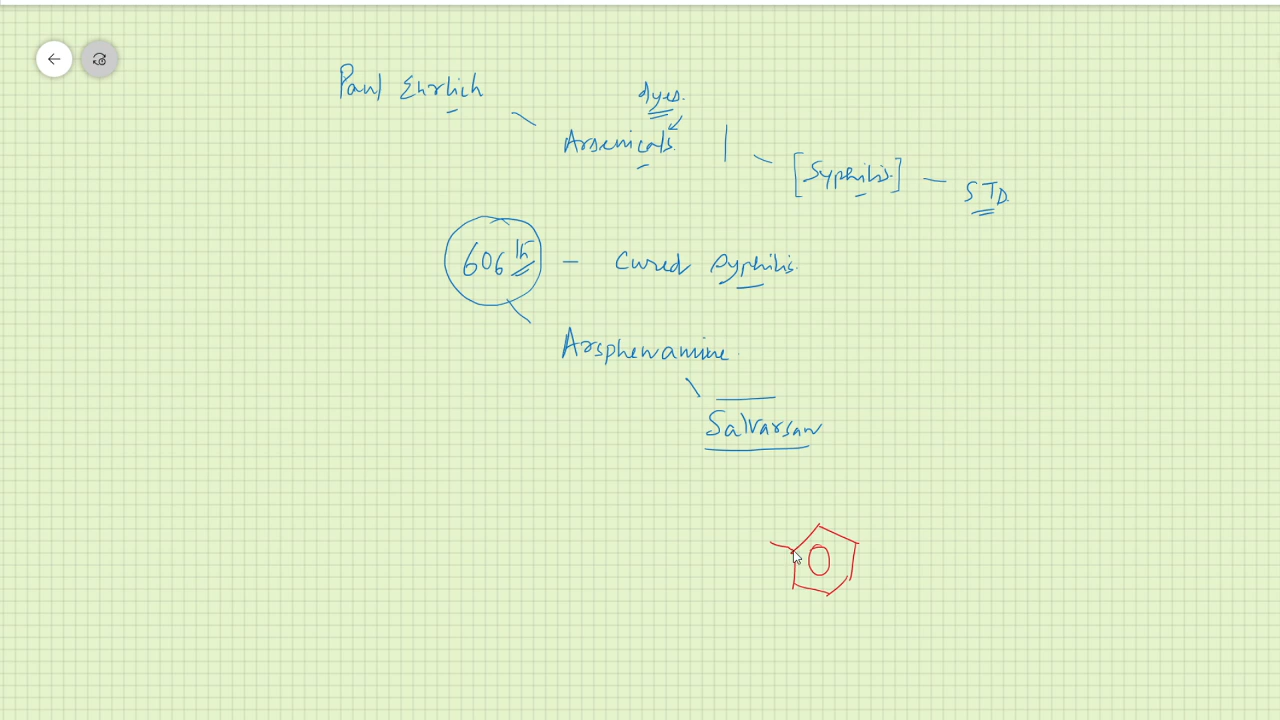 Paul Ehrlich
dyes.
Arsenicals.
[Syphilis.] - STD.
606th - Cured Syphilis.
Arsphenamine.
Salvarsan